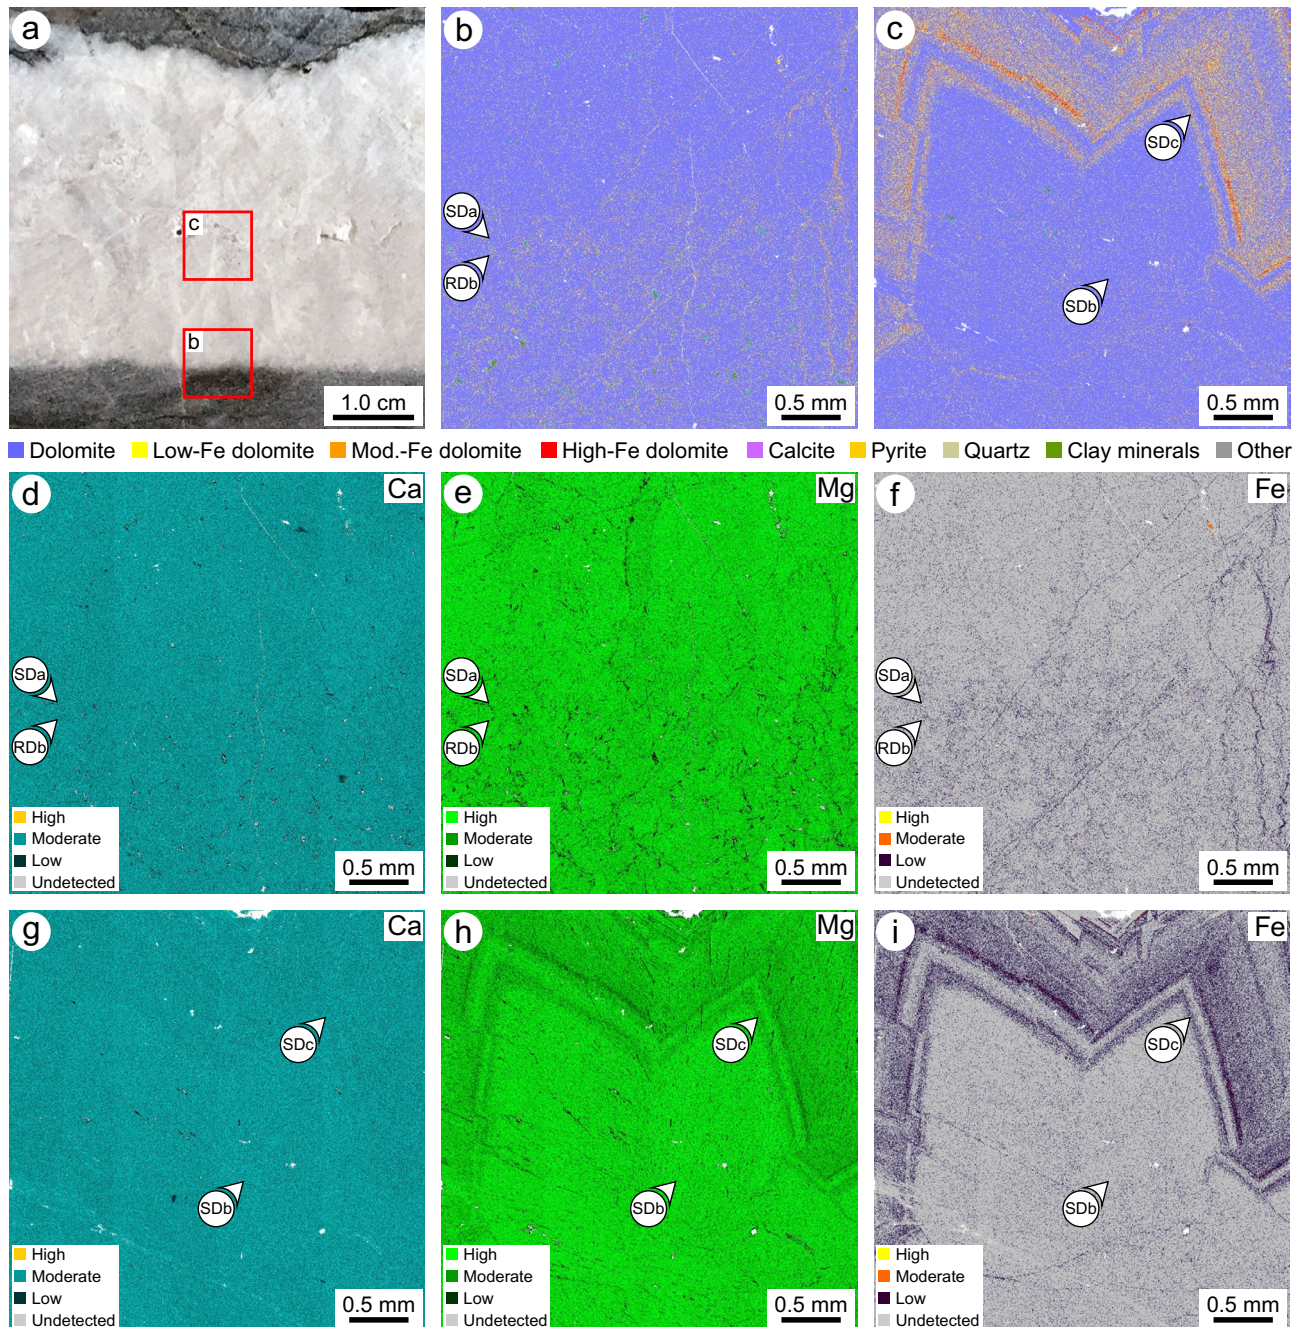 a
c
b
1.0 cm
b
SDa
RDb
0.5 mm
c
SDc
SDb
0.5 mm
Dolomite Low-Fe dolomite Mod.-Fe dolomite High-Fe dolomite Calcite Pyrite Quartz Clay minerals Other
d
Ca
SDa
RDb
High
Moderate
Low
Undetected
0.5 mm
e
Mg
SDa
RDb
High
Moderate
Low
Undetected
0.5 mm
f
Fe
SDa
RDb
High
Moderate
Low
Undetected
0.5 mm
g
Ca
SDc
SDb
High
Moderate
Low
Undetected
0.5 mm
h
Mg
SDc
SDb
High
Moderate
Low
Undetected
0.5 mm
i
Fe
SDc
SDb
High
Moderate
Low
Undetected
0.5 mm